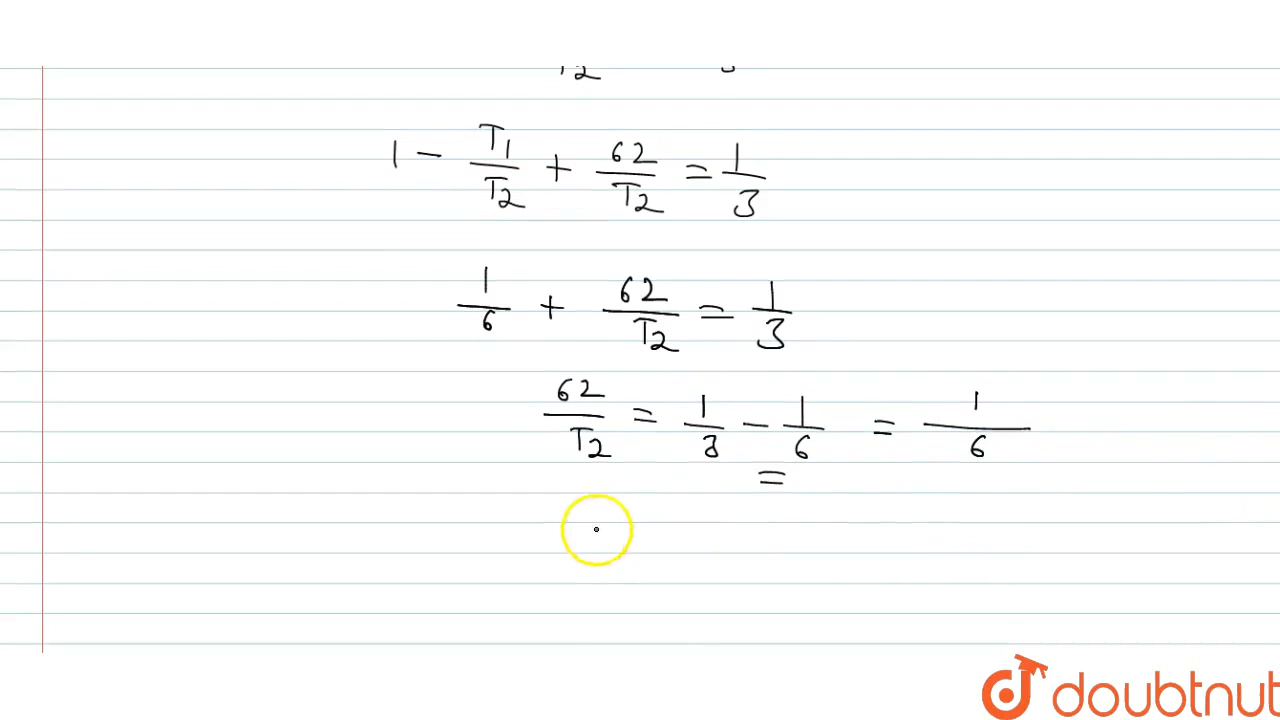 1 - T1/T2 + 62/T2 = 1/3
1/6 + 62/T2 = 1/3
62/T2 = 1/3 - 1/6 = 1/6
=
doubtnut